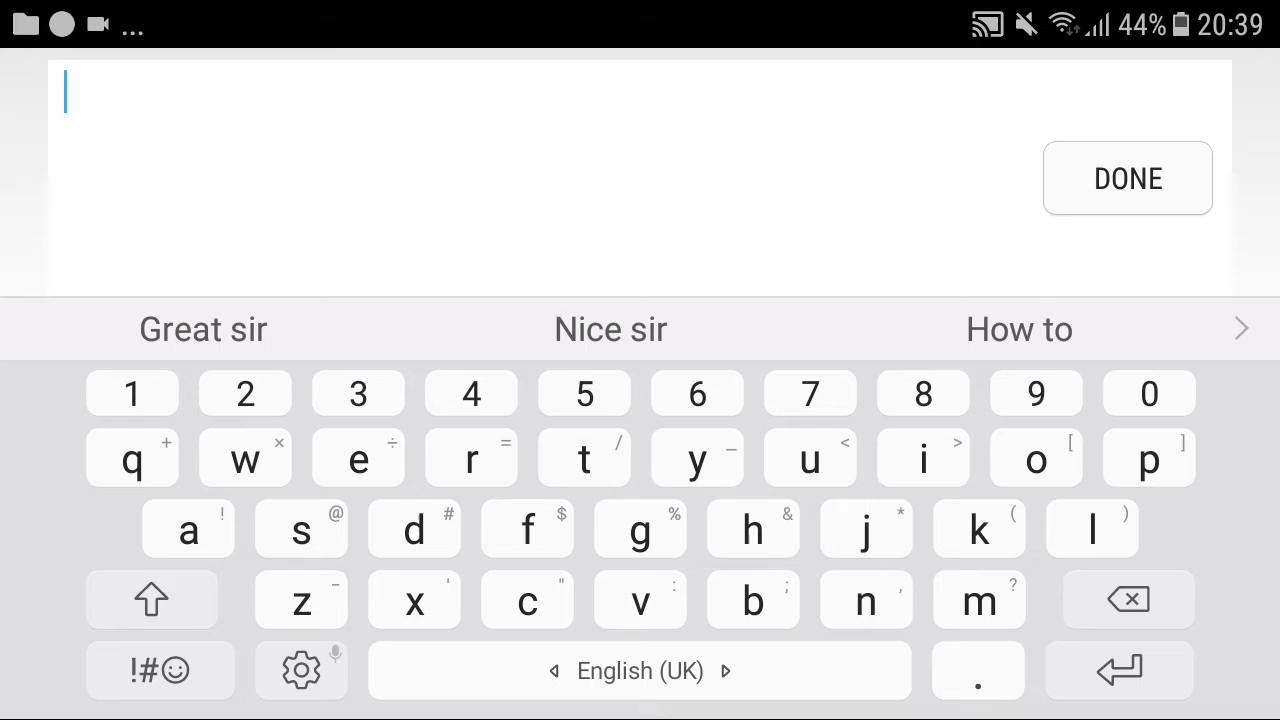 ... 44% 20:39
DONE
Great sir Nice sir How to
1 2 3 4 5 6 7 8 9 0
q + w × e ÷ r = t / y _ u < i > o [ p ]
a ! s @ d # f $ g % h & j * k ( l )
z - x ' c " v : b ; n , m ?
!#☺ English (UK) .